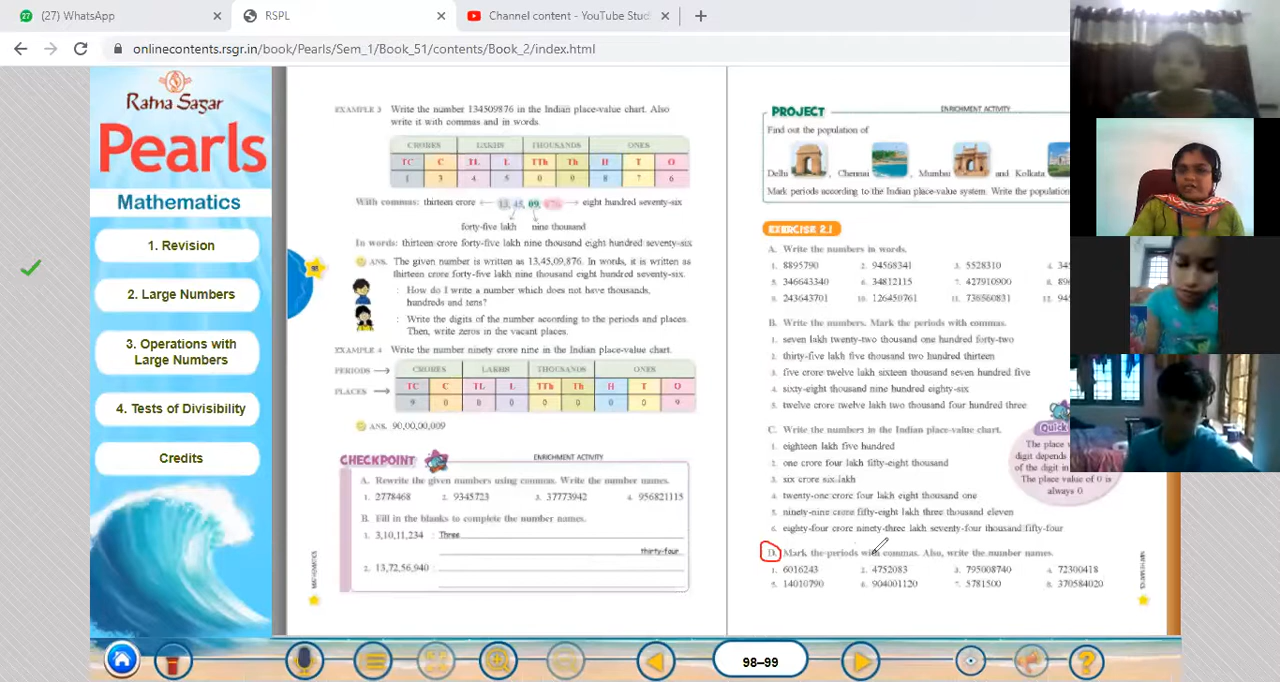 (27) WhatsApp
RSPL
Channel content - YouTube Stud
onlinecontents.rsgr.in/book/Pearls/Sem_1/Book_51/contents/Book_2/index.html
Ratna Sagar
Pearls
Mathematics
1. Revision
2. Large Numbers
3. Operations with
Large Numbers
4. Tests of Divisibility
Credits
EXAMPLE 3 Write the number 134509876 in the Indian place-value chart. Also
write it with commas and in words.
CRORES LAKHS THOUSANDS ONES
TC C TL L TTh Th H T O
1 3 4 5 0 9 8 7 6
With commas: thirteen crore 13, 45, 09, 876 eight hundred seventy-six
forty-five lakh nine thousand
In words: thirteen crore forty-five lakh nine thousand eight hundred seventy-six
ANS. The given number is written as 13,45,09,876. In words, it is written as
thirteen crore forty-five lakh nine thousand eight hundred seventy-six.
: How do I write a number which does not have thousands,
hundreds and tens?
: Write the digits of the number according to the periods and places.
Then, write zeros in the vacant places.
EXAMPLE 4 Write the number ninety crore nine in the Indian place-value chart.
PERIODS CRORES LAKHS THOUSANDS ONES
PLACES TC C TL L TTh Th H T O
9 0 0 0 0 0 0 0 9
ANS. 90,00,00,009
CHECKPOINT ENRICHMENT ACTIVITY
A. Rewrite the given numbers using commas. Write the number names.
1. 2778468 2. 9345723 3. 37773942 4. 956821115
B. Fill in the blanks to complete the number names.
1. 3,10,11,234 : Three
thirty-four
2. 13,72,56,940 :
MATHEMATICS
98
PROJECT ENRICHMENT ACTIVITY
Find out the population of
Delhi , Chennai , Mumbai and Kolkata
Mark periods according to the Indian place-value system. Write the population
EXERCISE 2.1
A. Write the numbers in words.
1. 8895790 2. 94568341 3. 5528310 4.
5. 346643340 6. 34812115 7. 427910900 8.
9. 243643701 10. 126450761 11. 736560831 12.
B. Write the numbers. Mark the periods with commas.
1. seven lakh twenty-two thousand one hundred forty-two
2. thirty-five lakh five thousand two hundred thirteen
3. five crore twelve lakh sixteen thousand seven hundred five
4. sixty-eight thousand nine hundred eighty-six
5. twelve crore twelve lakh two thousand four hundred three
C. Write the numbers in the Indian place-value chart.
1. eighteen lakh five hundred
2. one crore four lakh fifty-eight thousand
3. six crore six lakh
4. twenty-one crore four lakh eight thousand one
5. ninety-nine crore fifty-eight lakh three thousand eleven
6. eighty-four crore ninety-three lakh seventy-four thousand fifty-four
Quick
The place
digit depends
of the digit in
The place value of 0 is
always 0
D. Mark the periods with commas. Also, write the number names.
1. 6016243 2. 4752083 3. 795008740 4. 72300418
5. 14010790 6. 904001120 7. 5781500 8. 370584020
MATHEMATICS
98–99